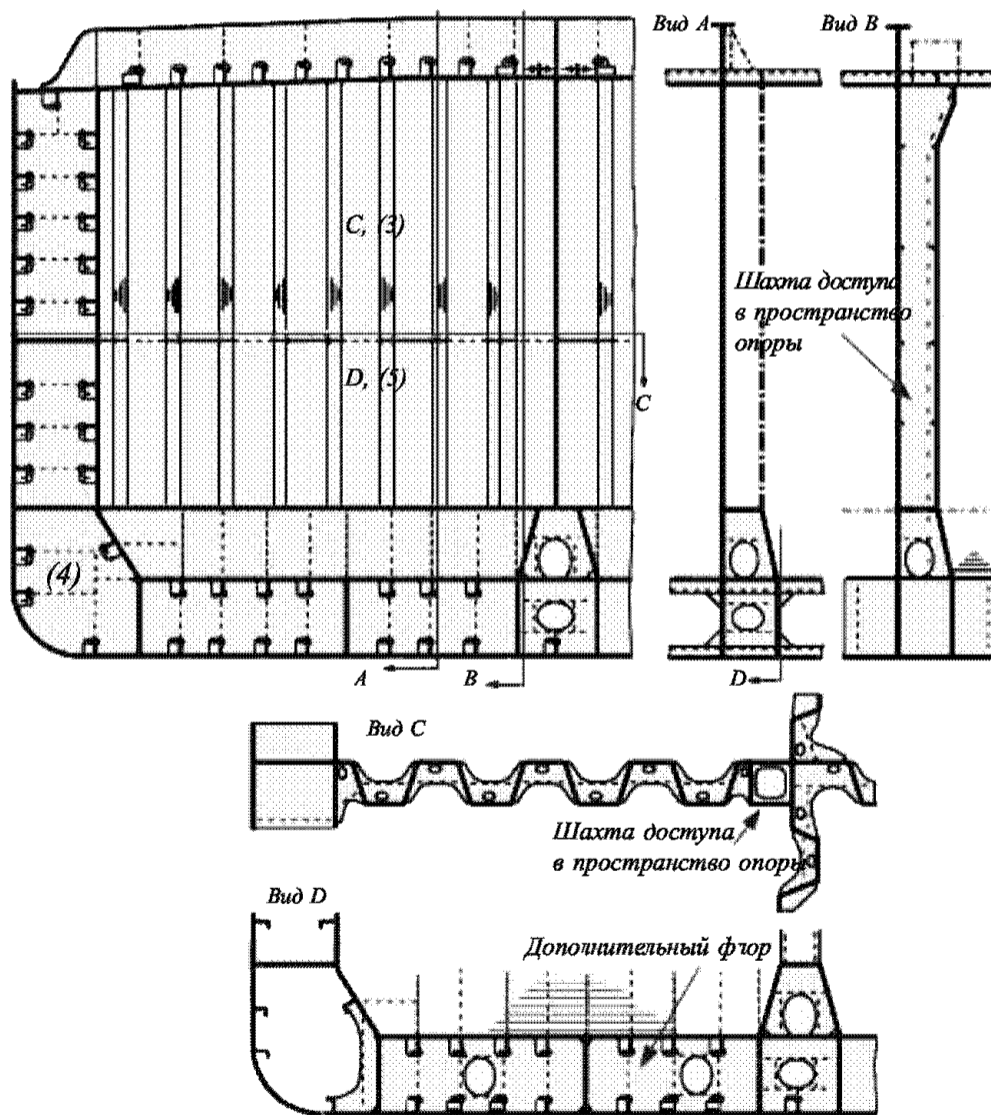 Вид A
Вид B
C, (3)
Шахта доступа
в пространство
опоры
D, (5)
C
(4)
A
B
D
Вид C
Шахта доступа
в пространство опоры
Вид D
Дополнительный флор